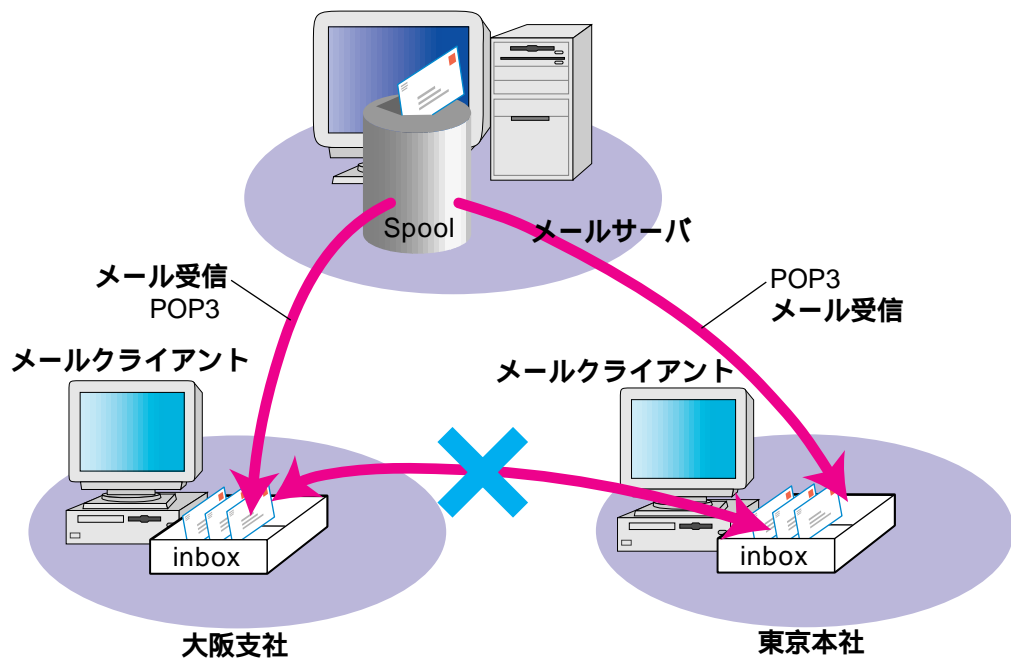 Spool
メールサーバ
メール受信
POP3
POP3
メール受信
メールクライアント
メールクライアント
inbox
inbox
大阪支社
東京本社